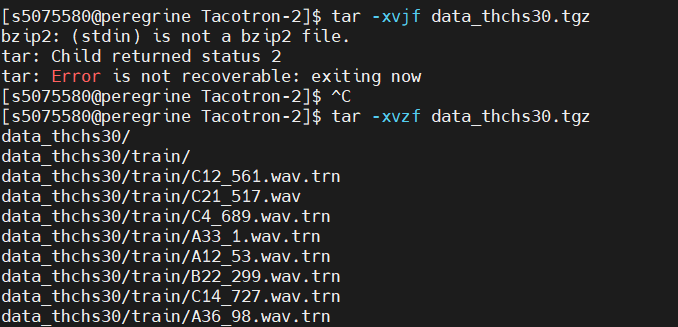 [s5075580@peregrine Tacotron-2]$ tar -xvjf data_thchs30.tgz
bzip2: (stdin) is not a bzip2 file.
tar: Child returned status 2
tar: Error is not recoverable: exiting now
[s5075580@peregrine Tacotron-2]$ ^C
[s5075580@peregrine Tacotron-2]$ tar -xvzf data_thchs30.tgz
data_thchs30/
data_thchs30/train/
data_thchs30/train/C12_561.wav.trn
data_thchs30/train/C21_517.wav
data_thchs30/train/C4_689.wav.trn
data_thchs30/train/A33_1.wav.trn
data_thchs30/train/A12_53.wav.trn
data_thchs30/train/B22_299.wav.trn
data_thchs30/train/C14_727.wav.trn
data_thchs30/train/A36_98.wav.trn